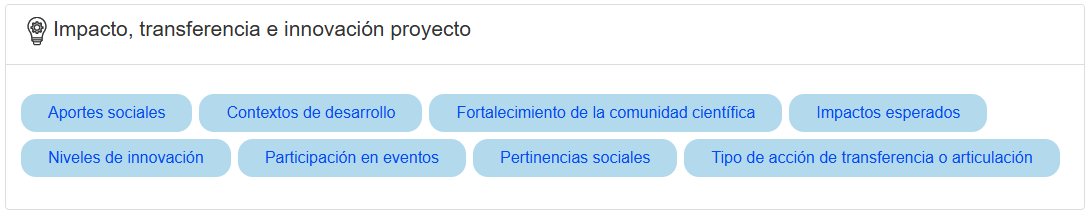 Impacto, transferencia e innovación proyecto
Aportes sociales Contextos de desarrollo Fortalecimiento de la comunidad científica Impactos esperados
Niveles de innovación Participación en eventos Pertinencias sociales Tipo de acción de transferencia o articulación